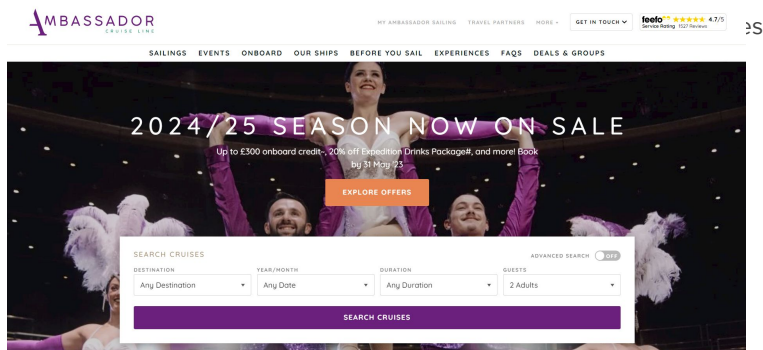 AMBASSADOR
CRUISE LINE
MY AMBASSADOR SAILING TRAVEL PARTNERS MORE GET IN TOUCH
feefo 4.7/5
Service Rating 1527 Reviews
es
SAILINGS EVENTS ONBOARD OUR SHIPS BEFORE YOU SAIL EXPERIENCES FAQS DEALS & GROUPS
2024/25 SEASON NOW ON SALE
Up to £300 onboard credit~, 20% off Expedition Drinks Package#, and more! Book
by 31 May '23
EXPLORE OFFERS
SEARCH CRUISES
ADVANCED SEARCH OFF
DESTINATION YEAR/MONTH DURATION GUESTS
Any Destination Any Date Any Duration 2 Adults
SEARCH CRUISES